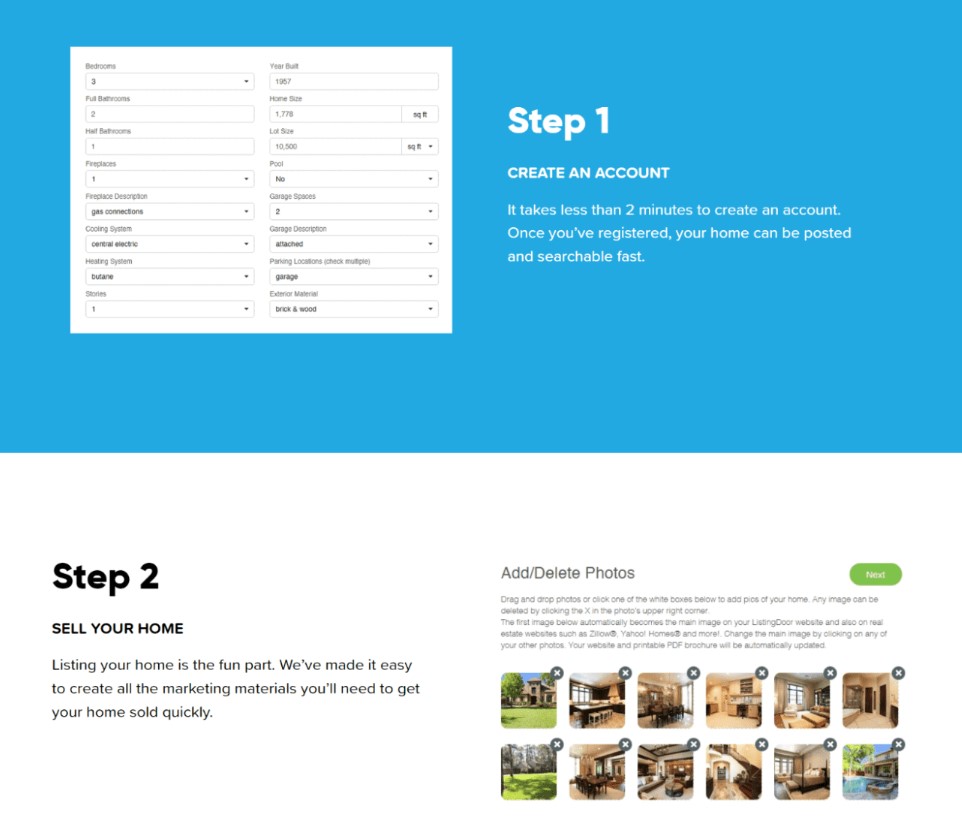 Bedrooms
3
Year Built
1957
Full Bathrooms
2
Home Size
1,778
sq ft
Half Bathrooms
1
Lot Size
10,500
sq ft
Fireplaces
1
Pool
No
Fireplace Description
gas connections
Garage Spaces
2
Cooling System
central electric
Garage Description
attached
Heating System
butane
Parking Locations (check multiple)
garage
Stories
1
Exterior Material
brick & wood
Step 1
CREATE AN ACCOUNT
It takes less than 2 minutes to create an account.
Once you've registered, your home can be posted
and searchable fast.
Step 2
SELL YOUR HOME
Listing your home is the fun part. We've made it easy
to create all the marketing materials you'll need to get
your home sold quickly.
Add/Delete Photos
Next
Drag and drop photos or click one of the white boxes below to add pics of your home. Any image can be
deleted by clicking the X in the photo's upper right corner.
The first image below automatically becomes the main image on your ListingDoor website and also on real
estate websites such as Zillow®, Yahoo! Homes® and more!. Change the main image by clicking on any of
your other photos. Your website and printable PDF brochure will be automatically updated.